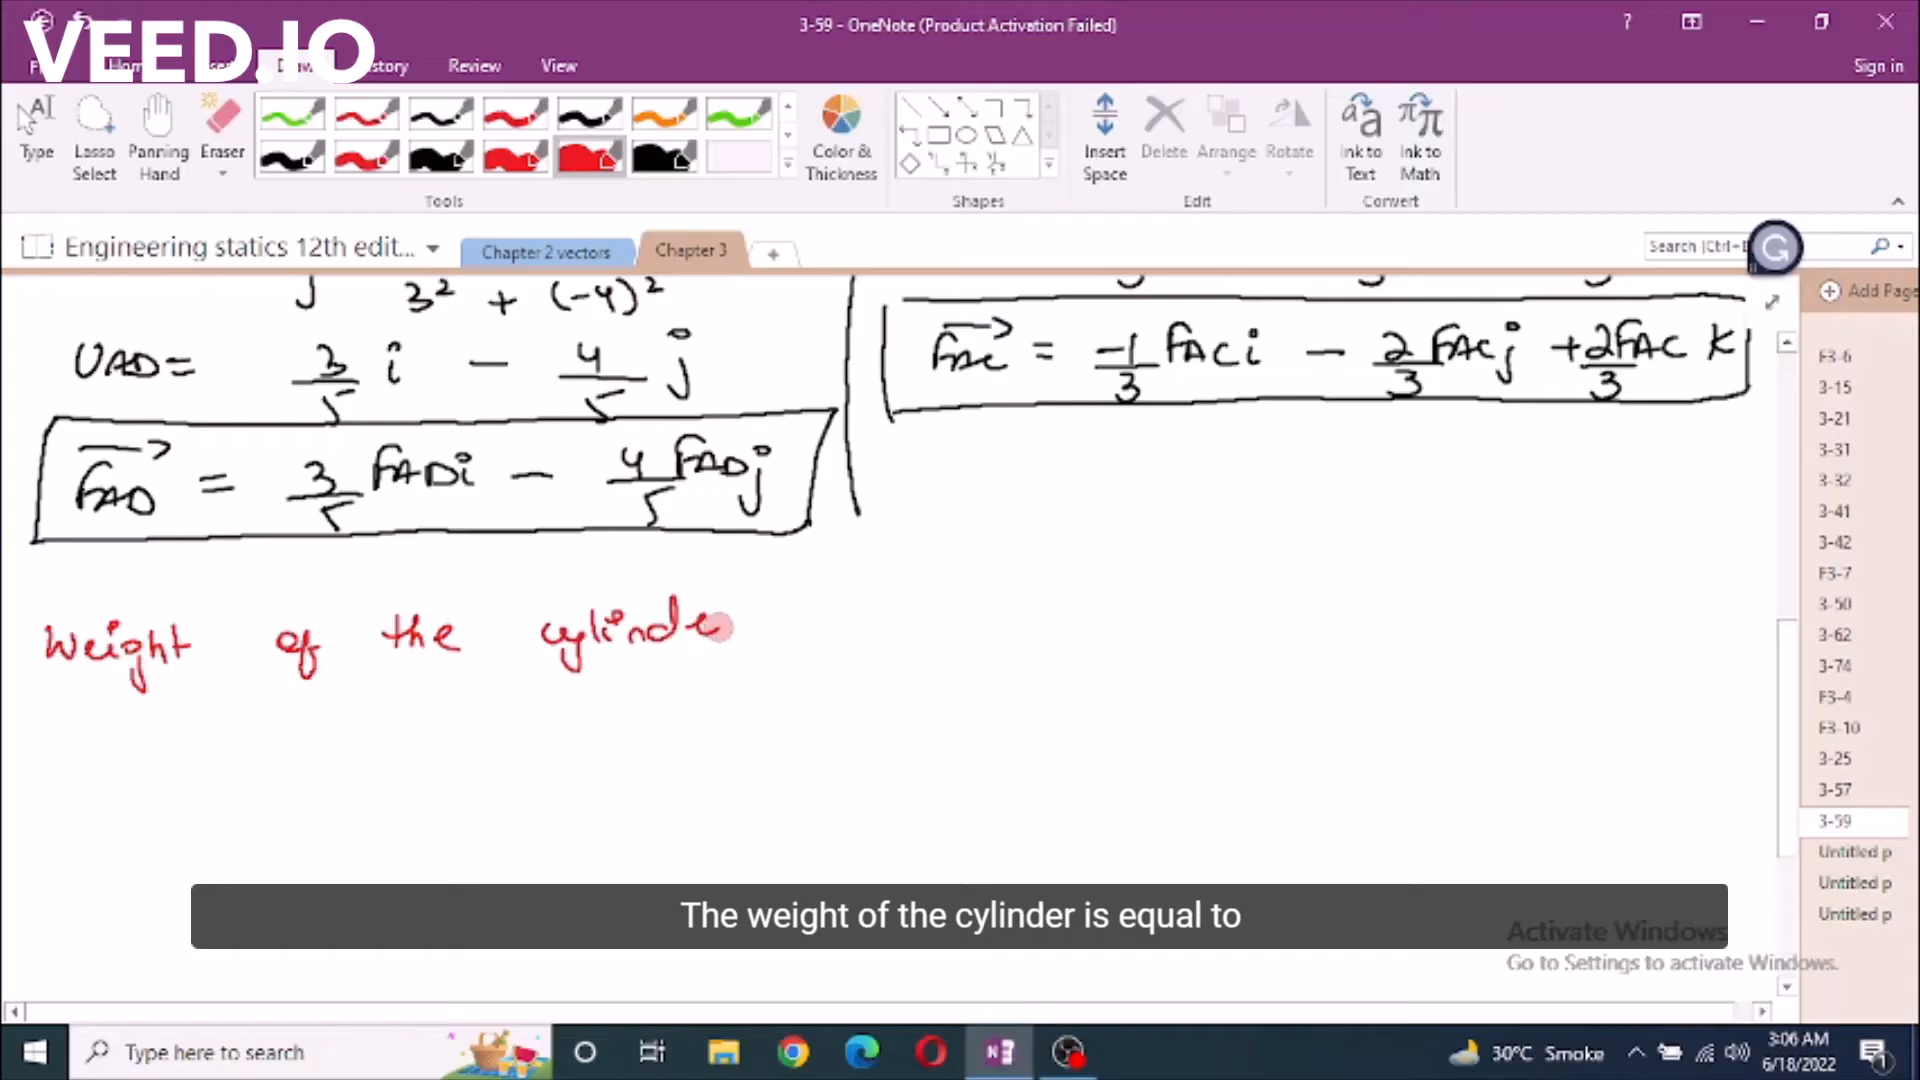 3-59 - OneNote (Product Activation Failed)
?
VEED.IO
Review
View
Sign in
Type
Lasso Select
Panning Hand
Eraser
Color & Thickness
Insert Space
Delete
Arrange
Rotate
Ink to Text
Ink to Math
Tools
Shapes
Edit
Convert
Engineering statics 12th edit...
Chapter 2 vectors
Chapter 3
+
Search (Ctrl+E
Add Page
3² + (-4)²
UAD = 3/5 i - 4/5 j
FAD = 3/5 FAD i - 4/5 FAD j
FAC = -1/3 FAC i - 2/3 FAC j + 2/3 FAC K
Weight of the cylinde
F3-6
3-15
3-21
3-31
3-32
3-41
3-42
F3-7
3-50
3-62
3-74
F3-4
F3-10
3-25
3-57
3-59
Untitled p
Untitled p
Untitled p
The weight of the cylinder is equal to
Activate Windows
Go to Settings to activate Windows.
Type here to search
30°C Smoke
3:06 AM
6/18/2022
1